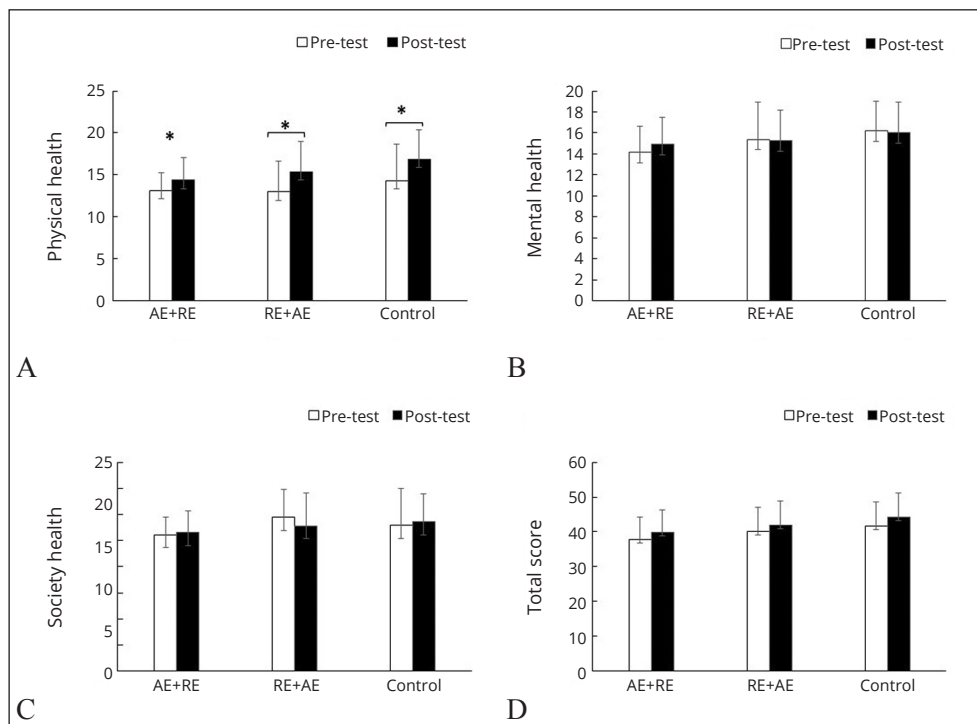 Pre-test Post-test
Physical health
25
20
15
10
5
0
*
*
*
AE+RE RE+AE Control
A
Pre-test Post-test
Mental health
20
18
16
14
12
10
8
6
4
2
0
AE+RE RE+AE Control
B
Pre-test Post-test
Society health
25
20
15
10
5
0
AE+RE RE+AE Control
C
Pre-test Post-test
Total score
60
50
40
30
20
10
0
AE+RE RE+AE Control
D